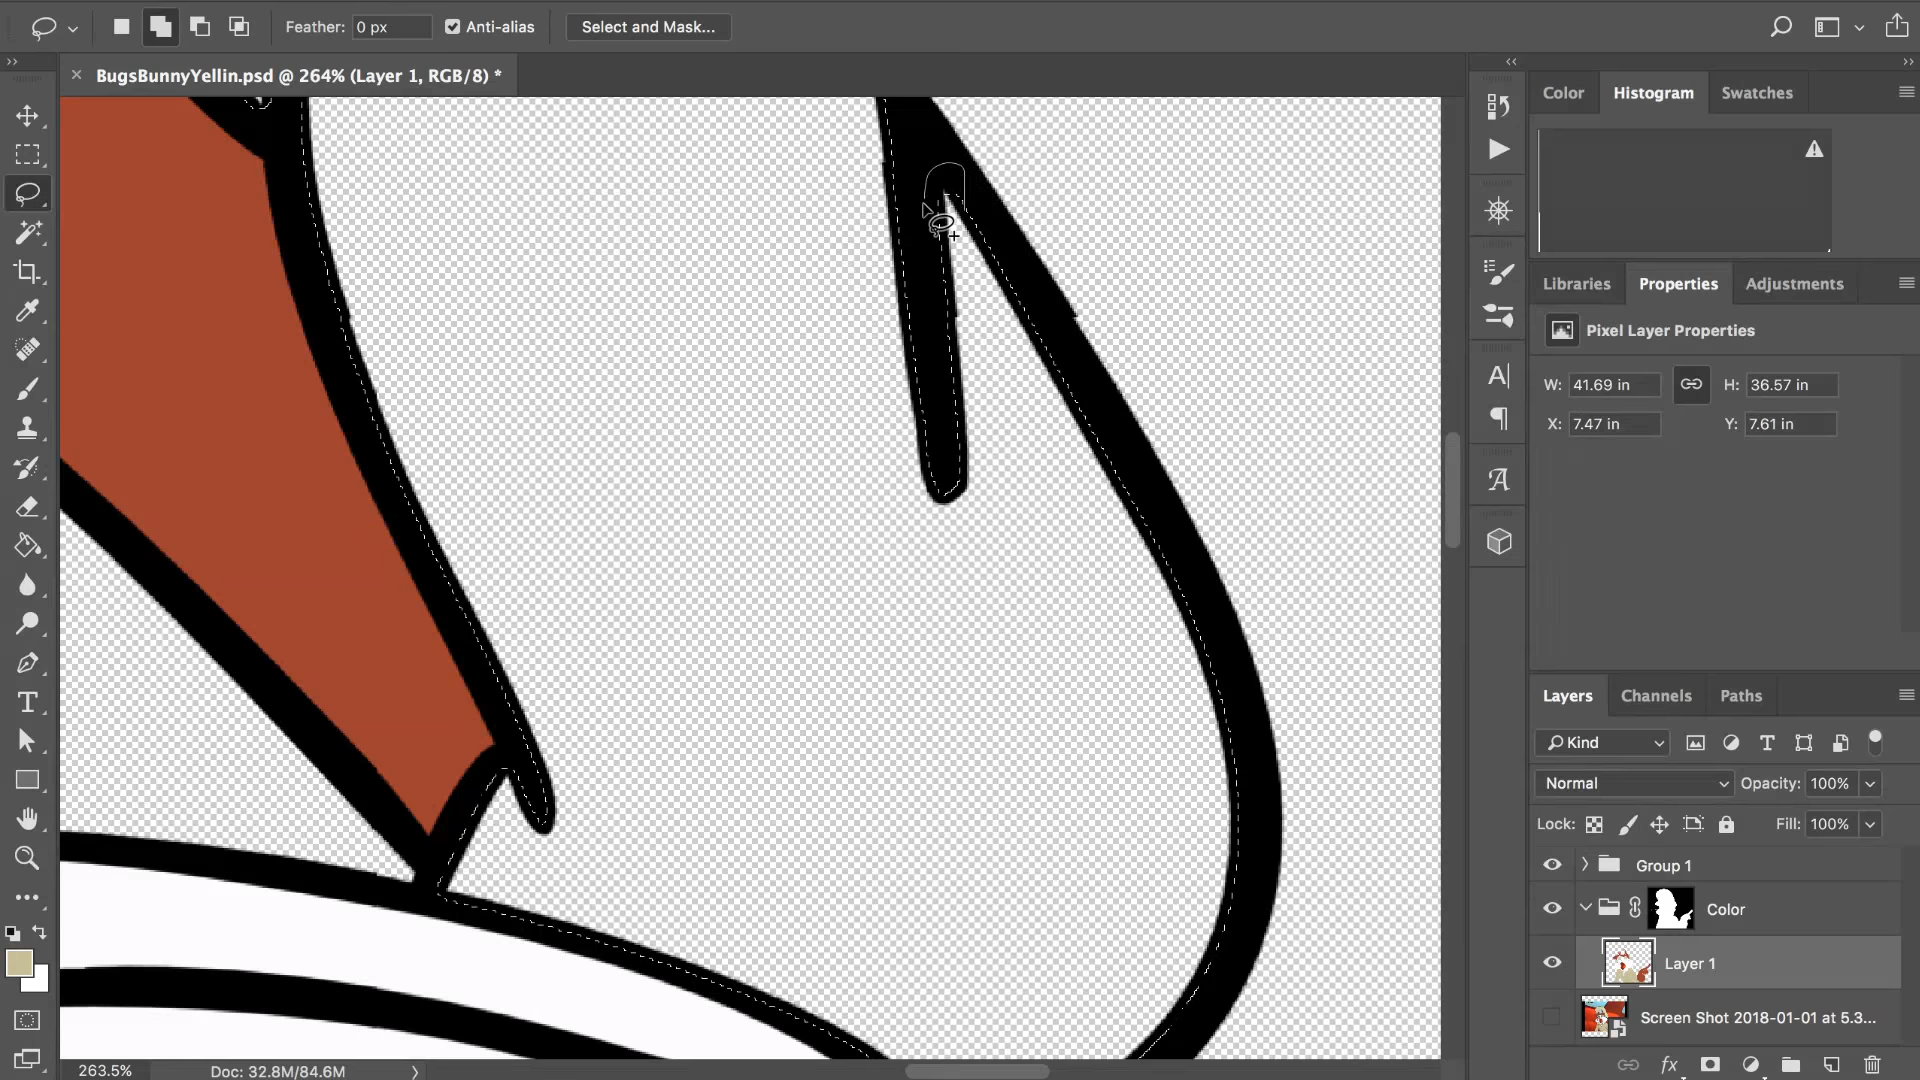 Feather: 0 px Anti-alias Select and Mask...
BugsBunnyYellin.psd @ 264% (Layer 1, RGB/8) *
Color Histogram Swatches
Libraries Properties Adjustments
Pixel Layer Properties
W: 41.69 in H: 36.57 in
X: 7.47 in Y: 7.61 in
Layers Channels Paths
Kind
Normal Opacity: 100%
Lock: Fill: 100%
Group 1
Color
Layer 1
Screen Shot 2018-01-01 at 5.3...
263.5% Doc: 32.8M/84.6M